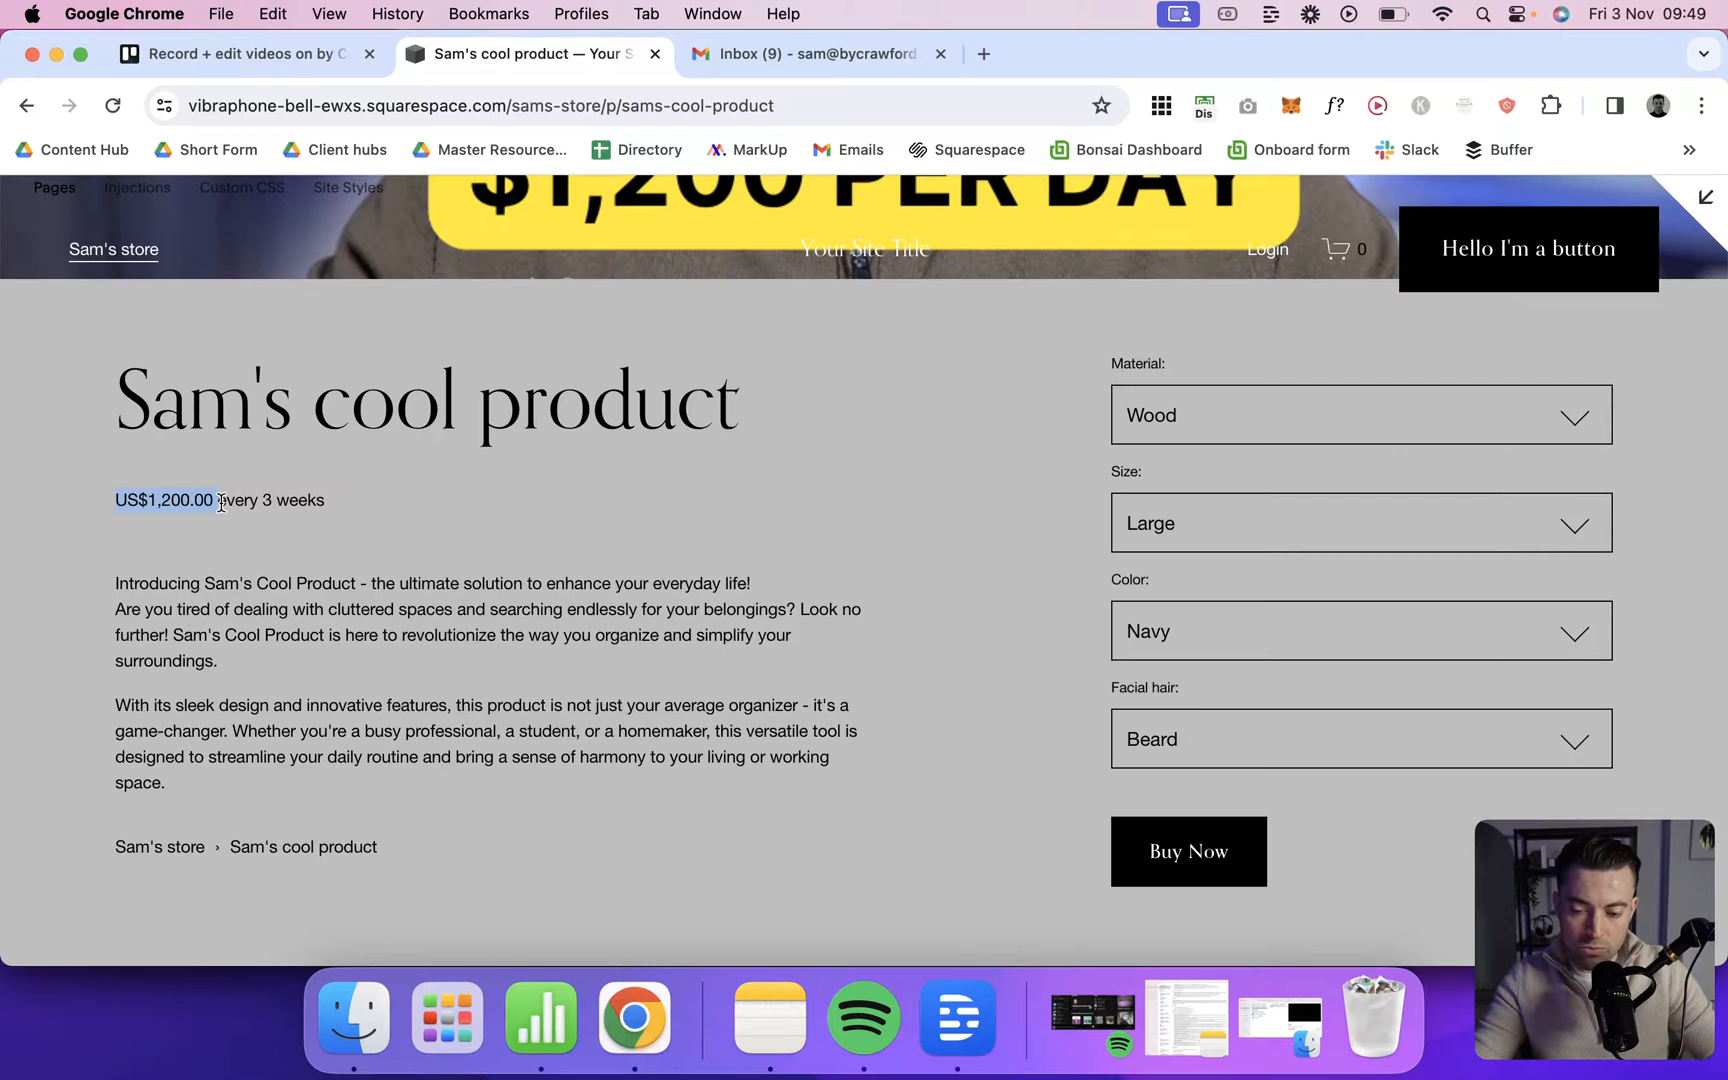 Google Chrome File Edit View History Bookmarks Profiles Tab Window Help Fri 3 Nov 09:49
Record + edit videos on by C Sam's cool product — Your S Inbox (9) - sam@bycrawford
vibraphone-bell-ewxs.squarespace.com/sams-store/p/sams-cool-product
Dis f? K
Content Hub Short Form Client hubs Master Resource... Directory MarkUp Emails Squarespace Bonsai Dashboard Onboard form Slack Buffer
Pages Injections Custom CSS Site Styles
$1,200 PER DAY
Sam's store Your Site Title Login 0 Hello I'm a button
Sam's cool product
US$1,200.00 every 3 weeks
Introducing Sam's Cool Product - the ultimate solution to enhance your everyday life!
Are you tired of dealing with cluttered spaces and searching endlessly for your belongings? Look no
further! Sam's Cool Product is here to revolutionize the way you organize and simplify your
surroundings.
With its sleek design and innovative features, this product is not just your average organizer - it's a
game-changer. Whether you're a busy professional, a student, or a homemaker, this versatile tool is
designed to streamline your daily routine and bring a sense of harmony to your living or working
space.
Sam's store › Sam's cool product
Material:
Wood
Size:
Large
Color:
Navy
Facial hair:
Beard
Buy Now